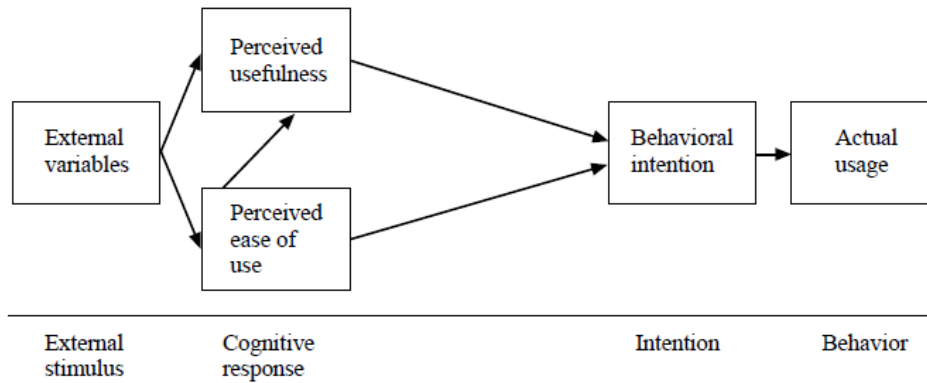 Perceived
usefulness
External
variables
Behavioral
intention
Actual
usage
Perceived
ease of
use
External
stimulus
Cognitive
response
Intention
Behavior